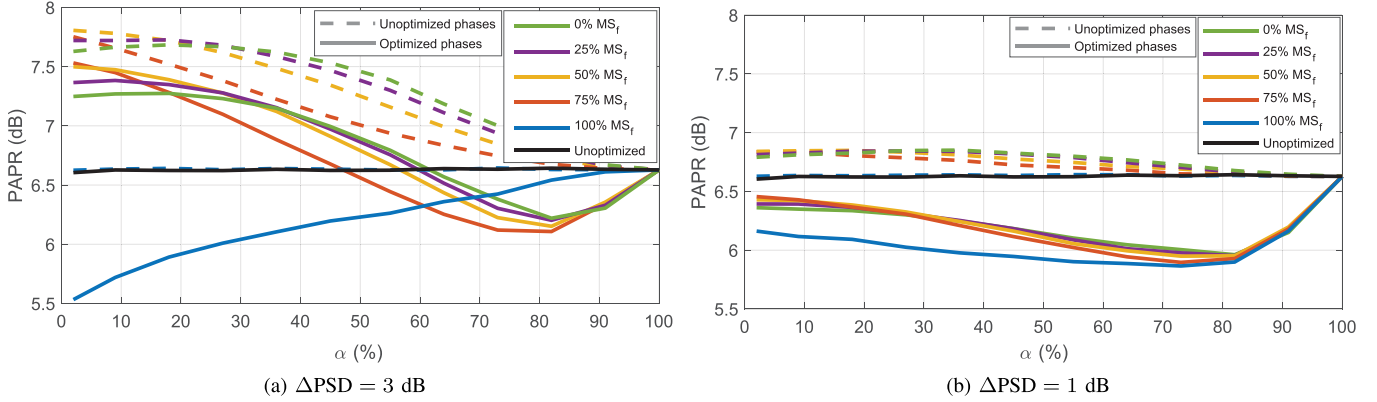 8
7.5
7
6.5
6
5.5
PAPR (dB)
0 10 20 30 40 50 60 70 80 90 100
α (%)
Unoptimized phases
Optimized phases
0% MSf
25% MSf
50% MSf
75% MSf
100% MSf
Unoptimized
(a) ΔPSD = 3 dB
8
7.5
7
6.5
6
5.5
PAPR (dB)
0 10 20 30 40 50 60 70 80 90 100
α (%)
Unoptimized phases
Optimized phases
0% MSf
25% MSf
50% MSf
75% MSf
100% MSf
Unoptimized
(b) ΔPSD = 1 dB